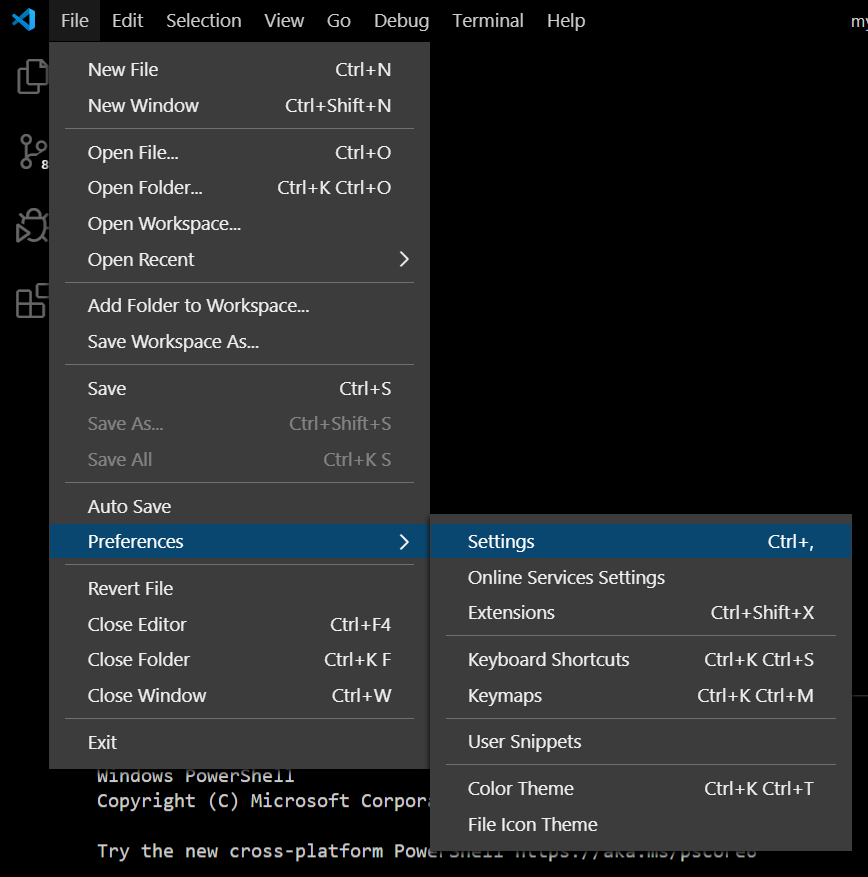 File Edit Selection View Go Debug Terminal Help my
New File Ctrl+N
New Window Ctrl+Shift+N
Open File... Ctrl+O
Open Folder... Ctrl+K Ctrl+O
Open Workspace...
Open Recent
Add Folder to Workspace...
Save Workspace As...
Save Ctrl+S
Save As... Ctrl+Shift+S
Save All Ctrl+K S
Auto Save
Preferences
Revert File
Close Editor Ctrl+F4
Close Folder Ctrl+K F
Close Window Ctrl+W
Exit
Settings Ctrl+,
Online Services Settings
Extensions Ctrl+Shift+X
Keyboard Shortcuts Ctrl+K Ctrl+S
Keymaps Ctrl+K Ctrl+M
User Snippets
Color Theme Ctrl+K Ctrl+T
File Icon Theme
8
Windows PowerShell
Copyright (C) Microsoft Corpora
Try the new cross-platform PowerShell https://aka.ms/pscore6